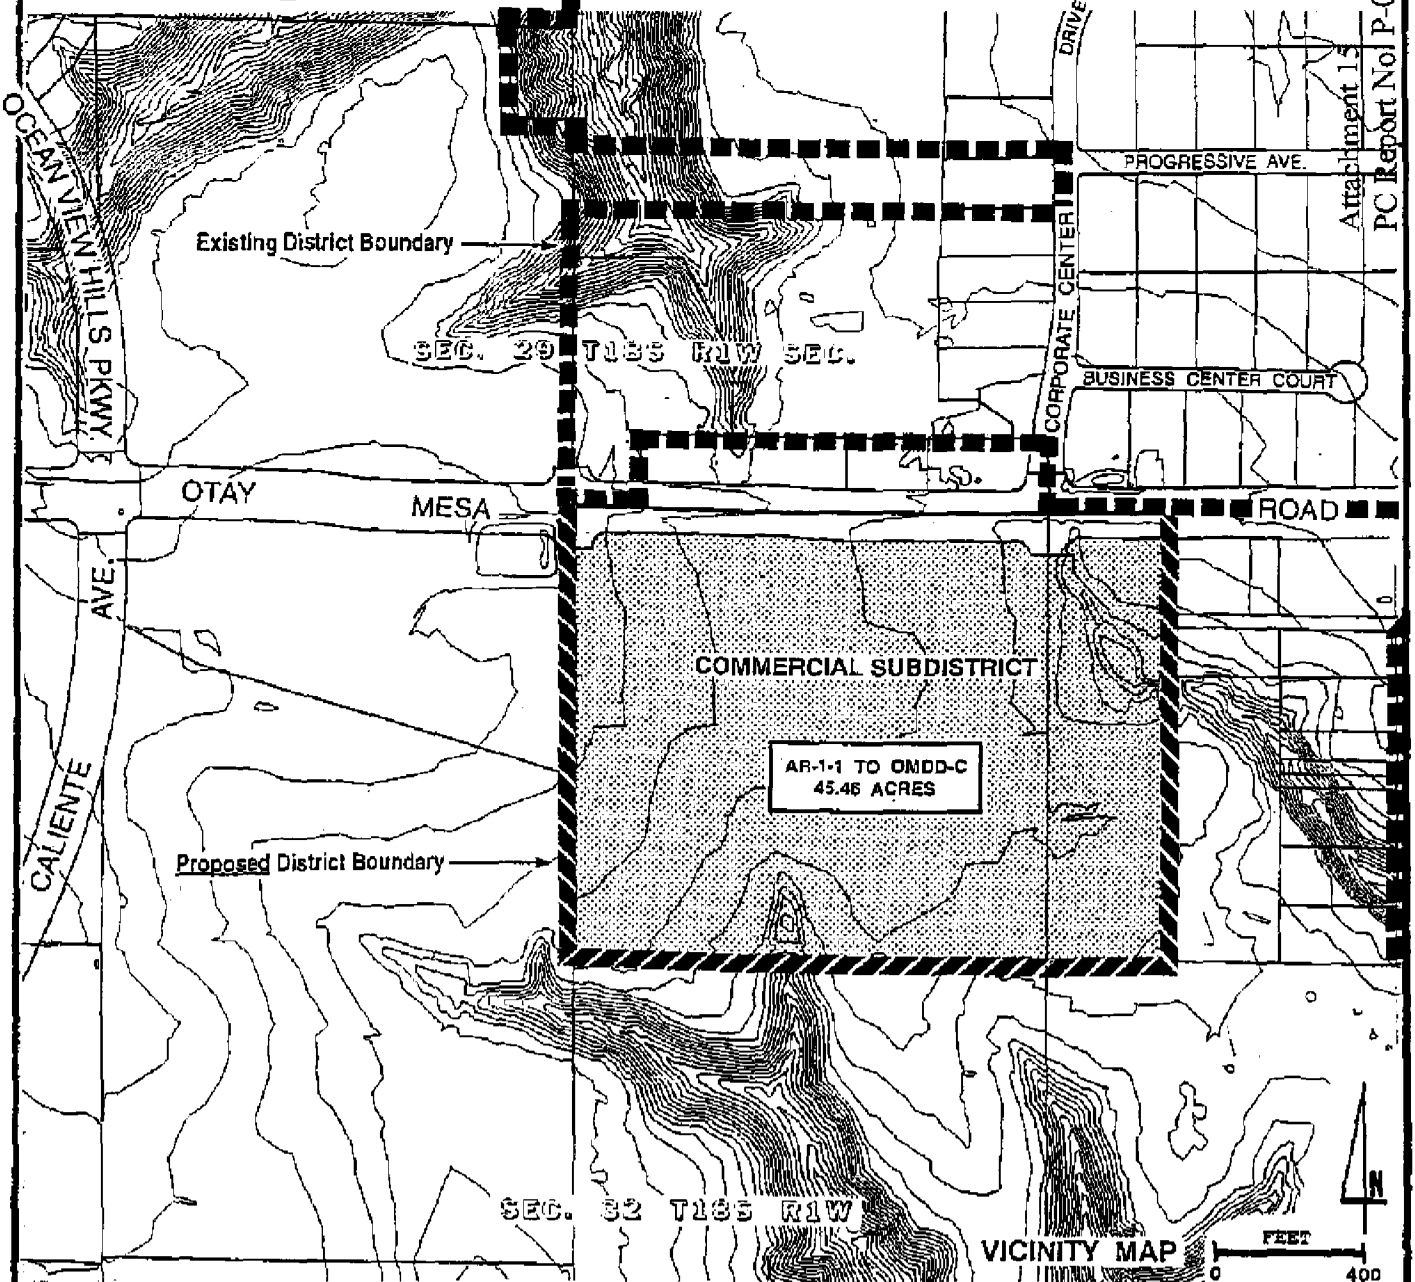 DRIVE
Attachment 15
PC Report No. P-
OCEAN VIEW HILLS PKWY.
PROGRESSIVE AVE.
Existing District Boundary
CORPORATE CENTER
SEC. 29 T18S R1W SEC.
BUSINESS CENTER COURT
OTAY MESA ROAD
AVE.
COMMERCIAL SUBDISTRICT
AR-1-1 TO OMDD-C
45.46 ACRES
CALIENTE
Proposed District Boundary
N
SEC. 32 T18S R1W
VICINITY MAP
FEET
0 400